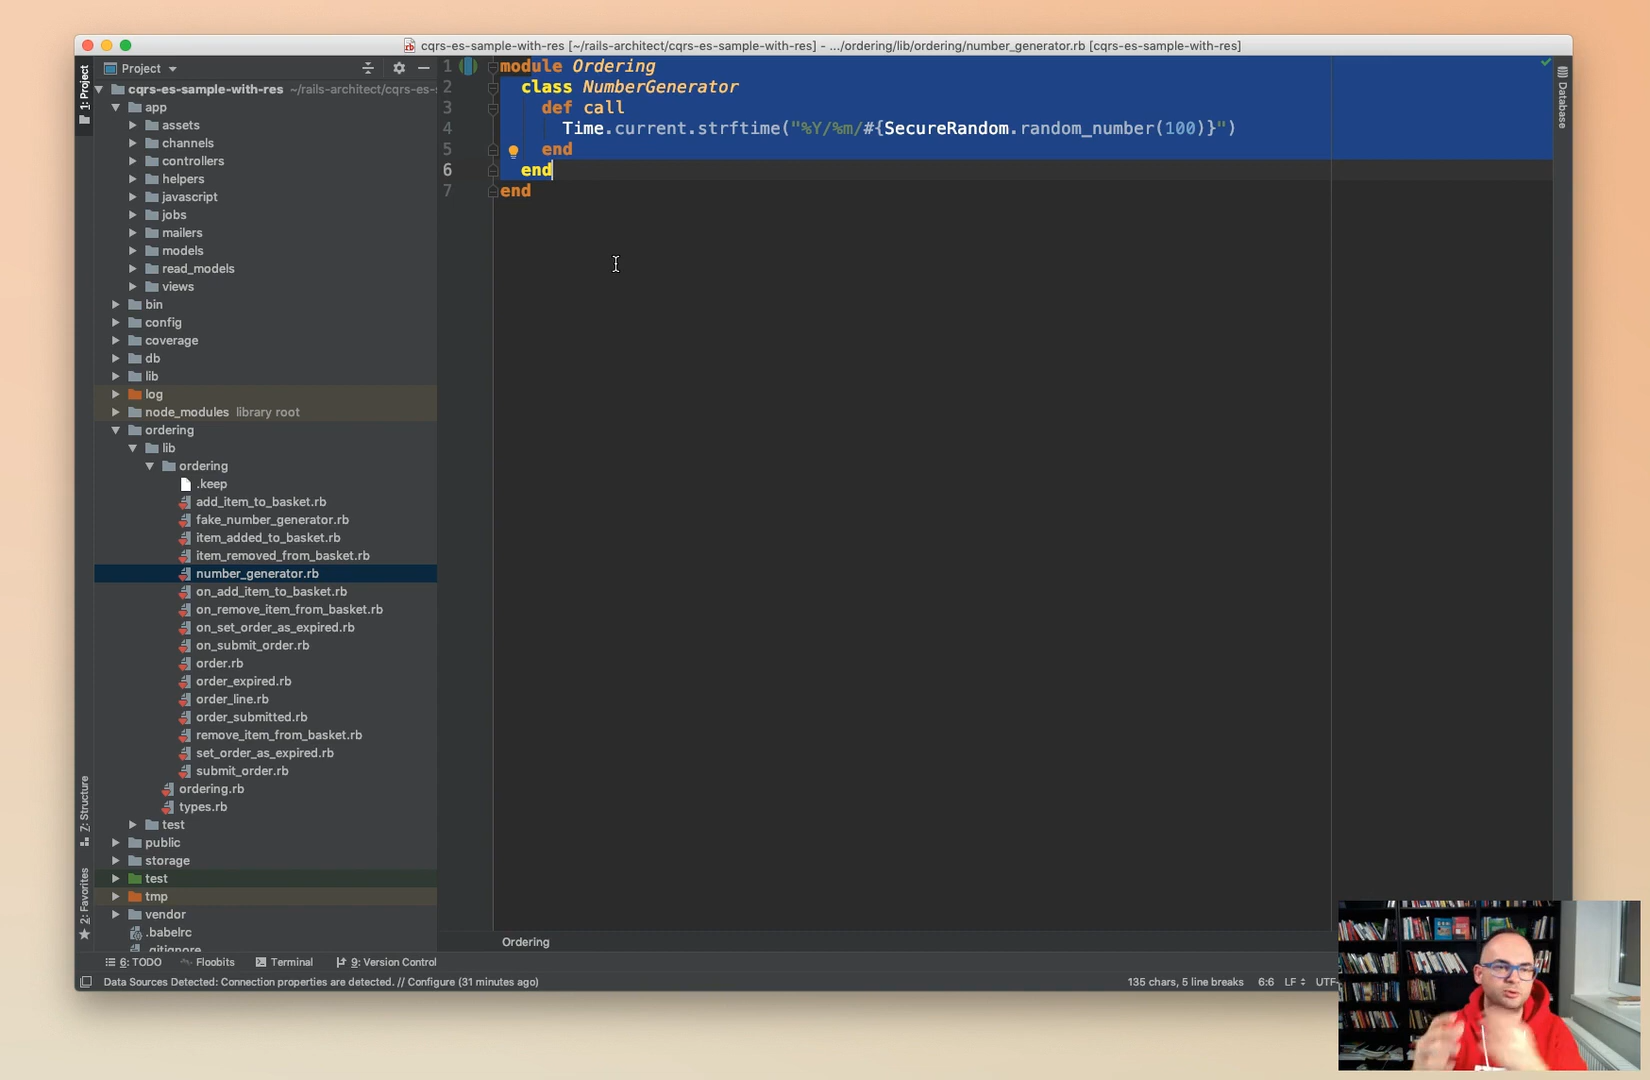 cqrs-es-sample-with-res [~/rails-architect/cqrs-es-sample-with-res] - .../ordering/lib/ordering/number_generator.rb [cqrs-es-sample-with-res]
1: Project
Project
cqrs-es-sample-with-res ~/rails-architect/cqrs-es-
app
assets
channels
controllers
helpers
javascript
jobs
mailers
models
read_models
views
bin
config
coverage
db
lib
log
node_modules library root
ordering
lib
ordering
.keep
add_item_to_basket.rb
fake_number_generator.rb
item_added_to_basket.rb
item_removed_from_basket.rb
number_generator.rb
on_add_item_to_basket.rb
on_remove_item_from_basket.rb
on_set_order_as_expired.rb
on_submit_order.rb
order.rb
order_expired.rb
order_line.rb
order_submitted.rb
remove_item_from_basket.rb
set_order_as_expired.rb
submit_order.rb
ordering.rb
types.rb
test
public
storage
test
tmp
vendor
.babelrc
.gitignore
Z: Structure
2: Favorites
1 module Ordering
2 class NumberGenerator
3 def call
4 Time.current.strftime("%Y/%m/#{SecureRandom.random_number(100)}")
5 end
6 end
7 end
Database
Ordering
6: TODO Floobits Terminal 9: Version Control
Data Sources Detected: Connection properties are detected. // Configure (31 minutes ago) 135 chars, 5 line breaks 6:6 LF UTF-